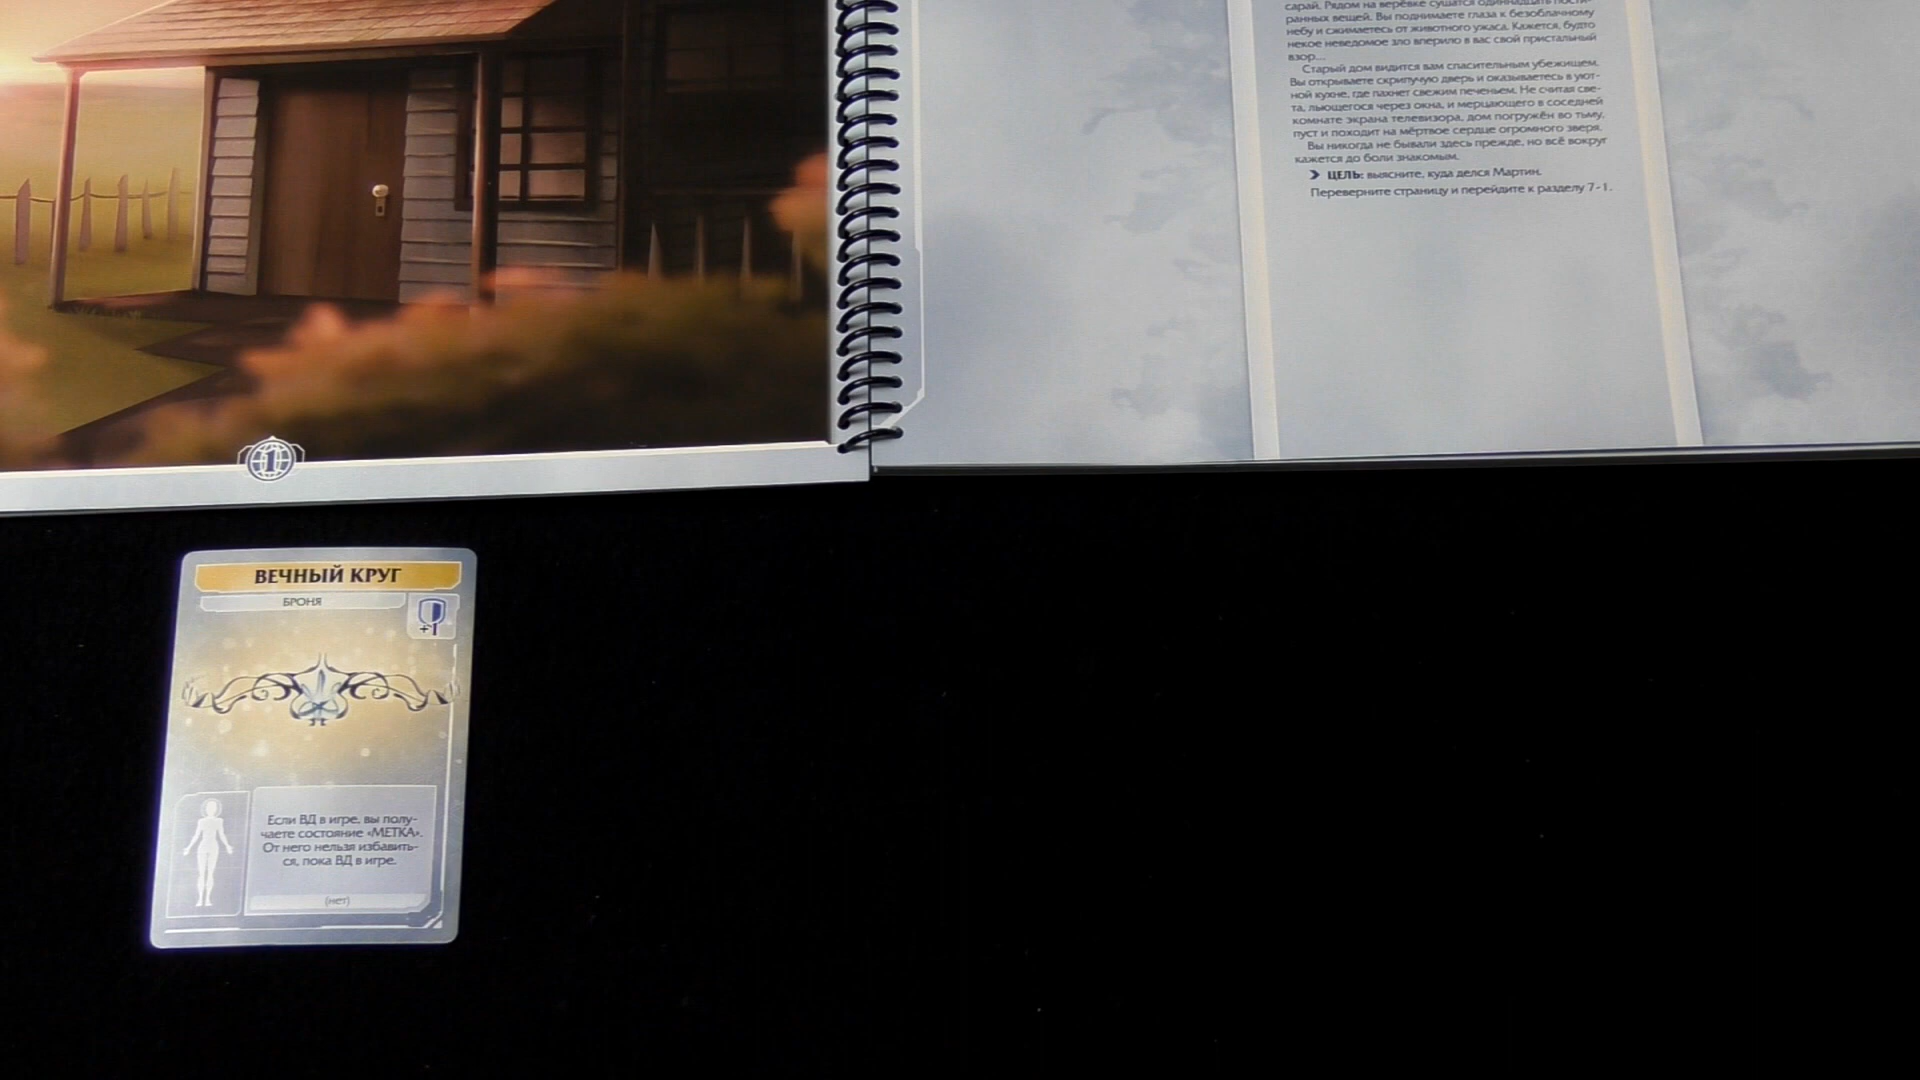 сарай. Рядом на верёвке сушатся одиннадцать пости-
ранных вещей. Вы поднимаете глаза к безоблачному
небу и сжимаетесь от животного ужаса. Кажется, будто
некое неведомое зло вперило в вас свой пристальный
взор...
Старый дом видится вам спасительным убежищем.
Вы открываете скрипучую дверь и оказываетесь в уют-
ной кухне, где пахнет свежим печеньем. Не считая све-
та, льющегося через окна, и мерцающего в соседней
комнате экрана телевизора, дом погружён во тьму,
пуст и походит на мёртвое сердце огромного зверя.
Вы никогда не бывали здесь прежде, но всё вокруг
кажется до боли знакомым.
ЦЕЛЬ: выясните, куда делся Мартин.
Переверните страницу и перейдите к разделу 7-1.
1
ВЕЧНЫЙ КРУГ
БРОНЯ
+1
Если ВД в игре, вы полу-
чаете состояние «МЕТКА».
От него нельзя избавить-
ся, пока ВД в игре.
(нет)